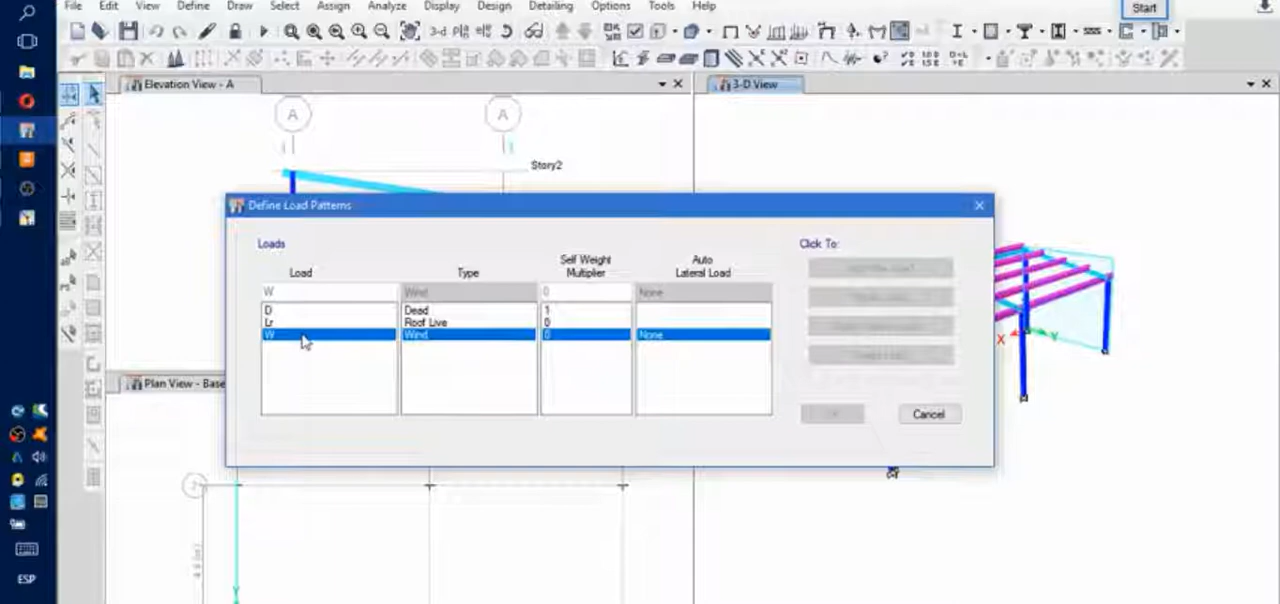 File Edit View Define Draw Select Assign Analyze Display Design Detailing Options Tools Help
Start
3-d
Elevation View - A
3-D View
A A
Story2
Define Load Patterns
Loads
Click To:
Self Weight Auto
Load Type Multiplier Lateral Load
W Wind 0 None
D Dead 1
Lr Roof Live 0
W Wind 0 None
Cancel
X Y
Plan View - Base
Y
ESP